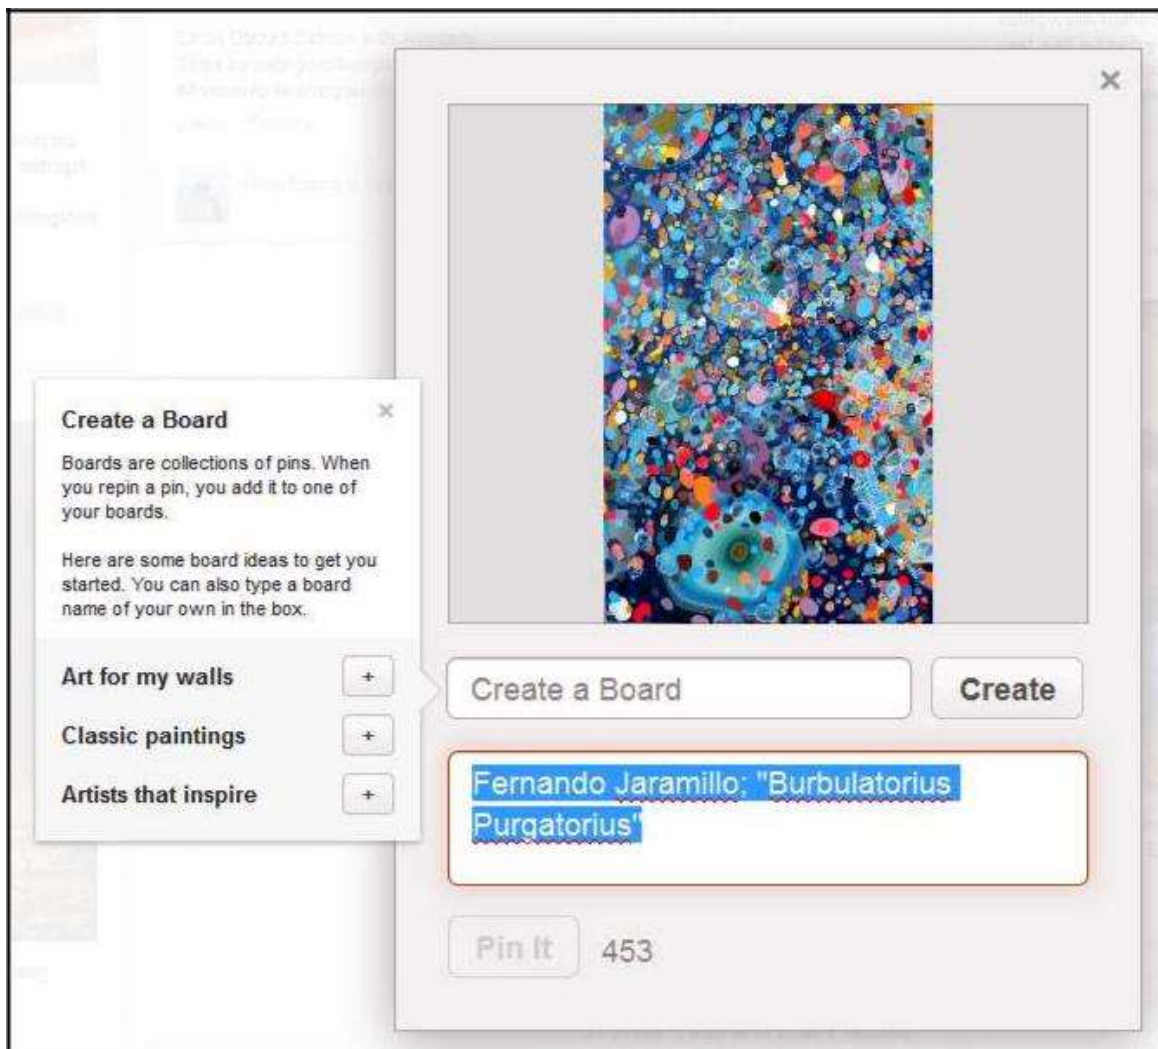 Create a Board
Boards are collections of pins. When
you repin a pin, you add it to one of
your boards.
Here are some board ideas to get you
started. You can also type a board
name of your own in the box.
Art for my walls +
Classic paintings +
Artists that inspire +
Create a Board
Create
Fernando Jaramillo; "Burbulatorius
Purgatorius"
Pin It 453